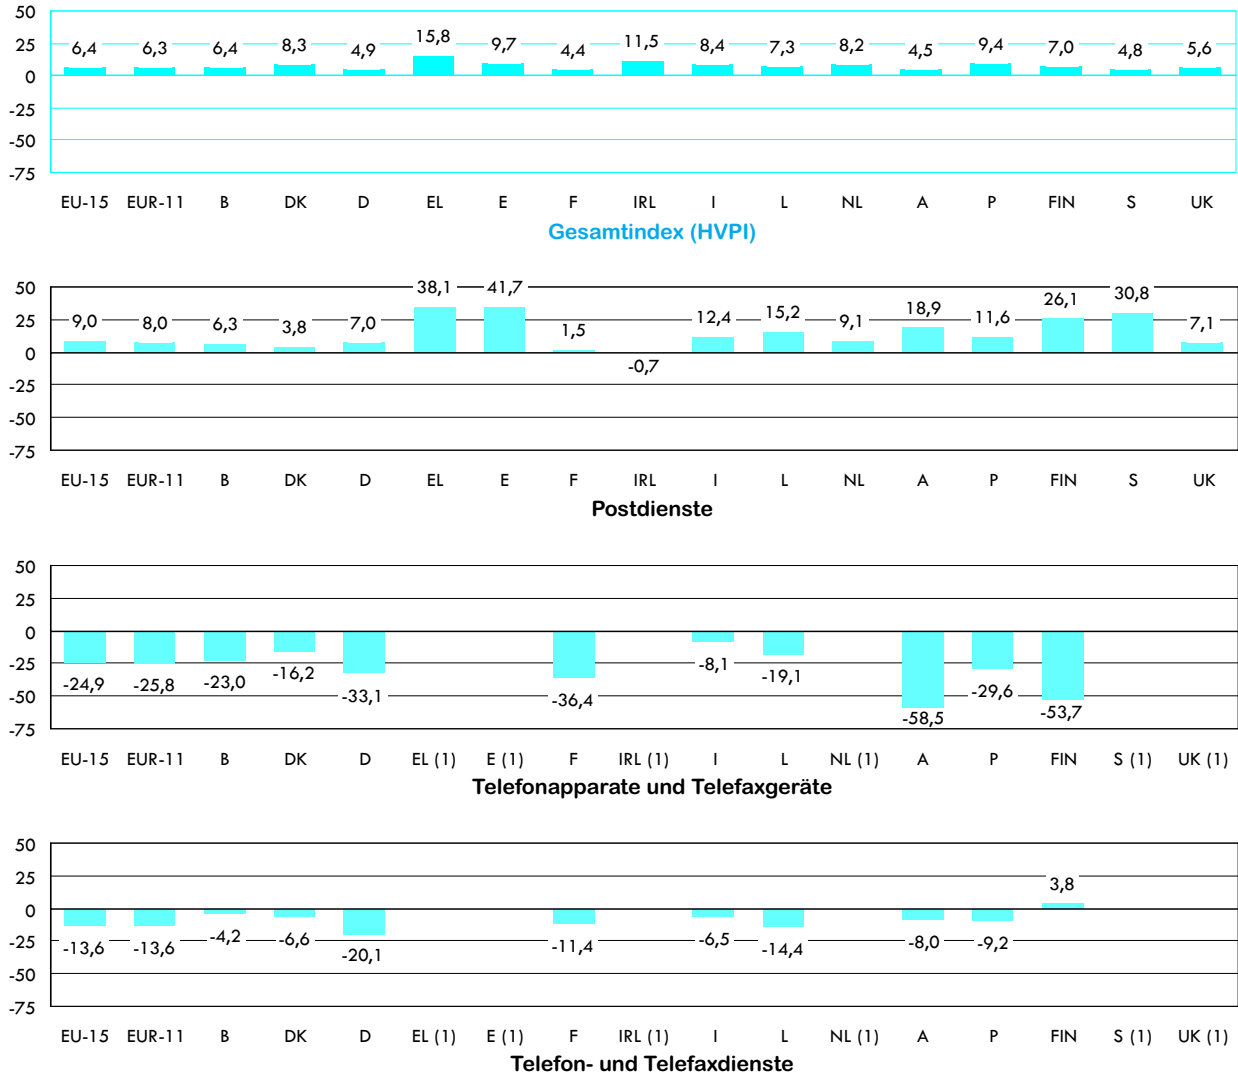 50
6,4 6,3 6,4 8,3 4,9 15,8 9,7 4,4 11,5 8,4 7,3 8,2 4,5 9,4 7,0 4,8 5,6
25
0
-25
-50
-75
EU-15 EUR-11 B DK D EL E F IRL I L NL A P FIN S UK
Gesamtindex (HVPI)
50
9,0 8,0 6,3 3,8 7,0 38,1 41,7 1,5 -0,7 12,4 15,2 9,1 18,9 11,6 26,1 30,8 7,1
25
0
-25
-50
-75
EU-15 EUR-11 B DK D EL E F IRL I L NL A P FIN S UK
Postdienste
50
25
0
-25
-24,9 -25,8 -23,0 -16,2 -33,1 -36,4 -8,1 -19,1 -58,5 -29,6 -53,7
-50
-75
EU-15 EUR-11 B DK D EL (1) E (1) F IRL (1) I L NL (1) A P FIN S (1) UK (1)
Telefonapparate und Telefaxgeräte
50
25
0
-13,6 -13,6 -4,2 -6,6 -20,1 -11,4 -6,5 -14,4 -8,0 -9,2 3,8
-25
-50
-75
EU-15 EUR-11 B DK D EL (1) E (1) F IRL (1) I L NL (1) A P FIN S (1) UK (1)
Telefon- und Telefaxdienste